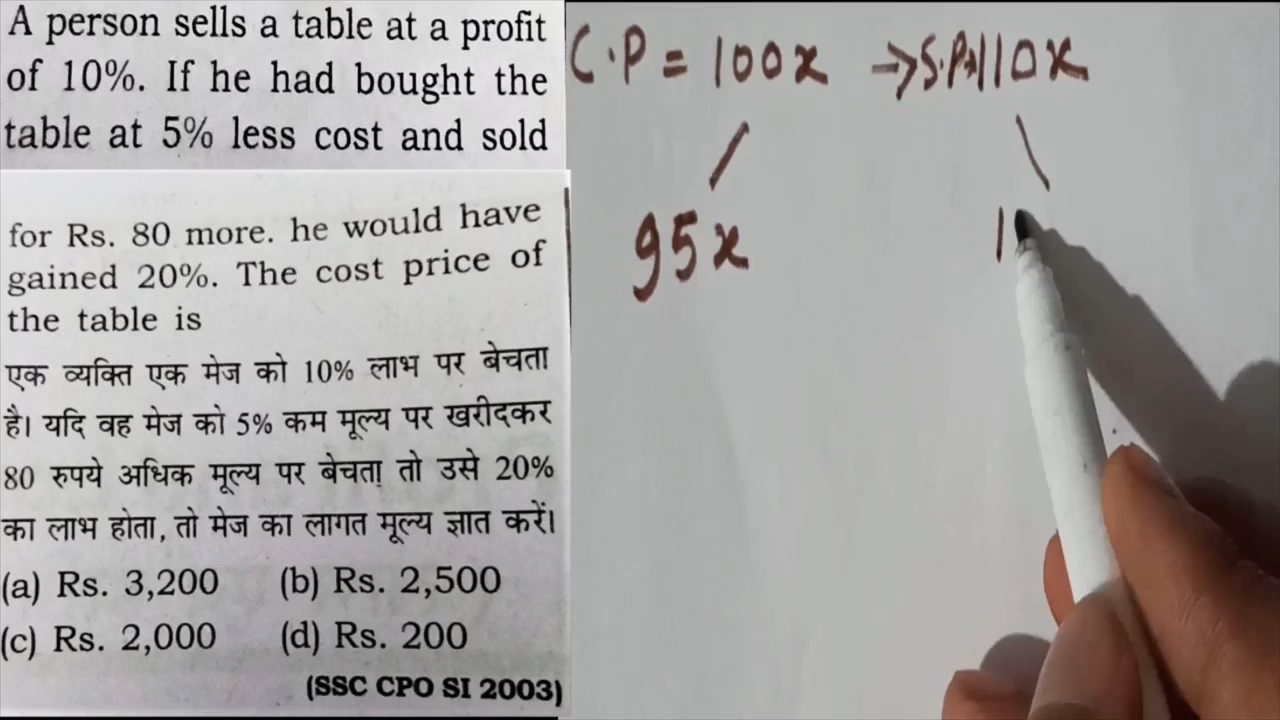 A person sells a table at a profit
of 10%. If he had bought the
table at 5% less cost and sold
for Rs. 80 more. he would have
gained 20%. The cost price of
the table is
एक व्यक्ति एक मेज को 10% लाभ पर बेचता
है। यदि वह मेज को 5% कम मूल्य पर खरीदकर
80 रुपये अधिक मूल्य पर बेचता तो उसे 20%
का लाभ होता, तो मेज का लागत मूल्य ज्ञात करें।
(a) Rs. 3,200 (b) Rs. 2,500
(c) Rs. 2,000 (d) Rs. 200
(SSC CPO SI 2003)
C.P = 100x → S.P=110x
95x 1